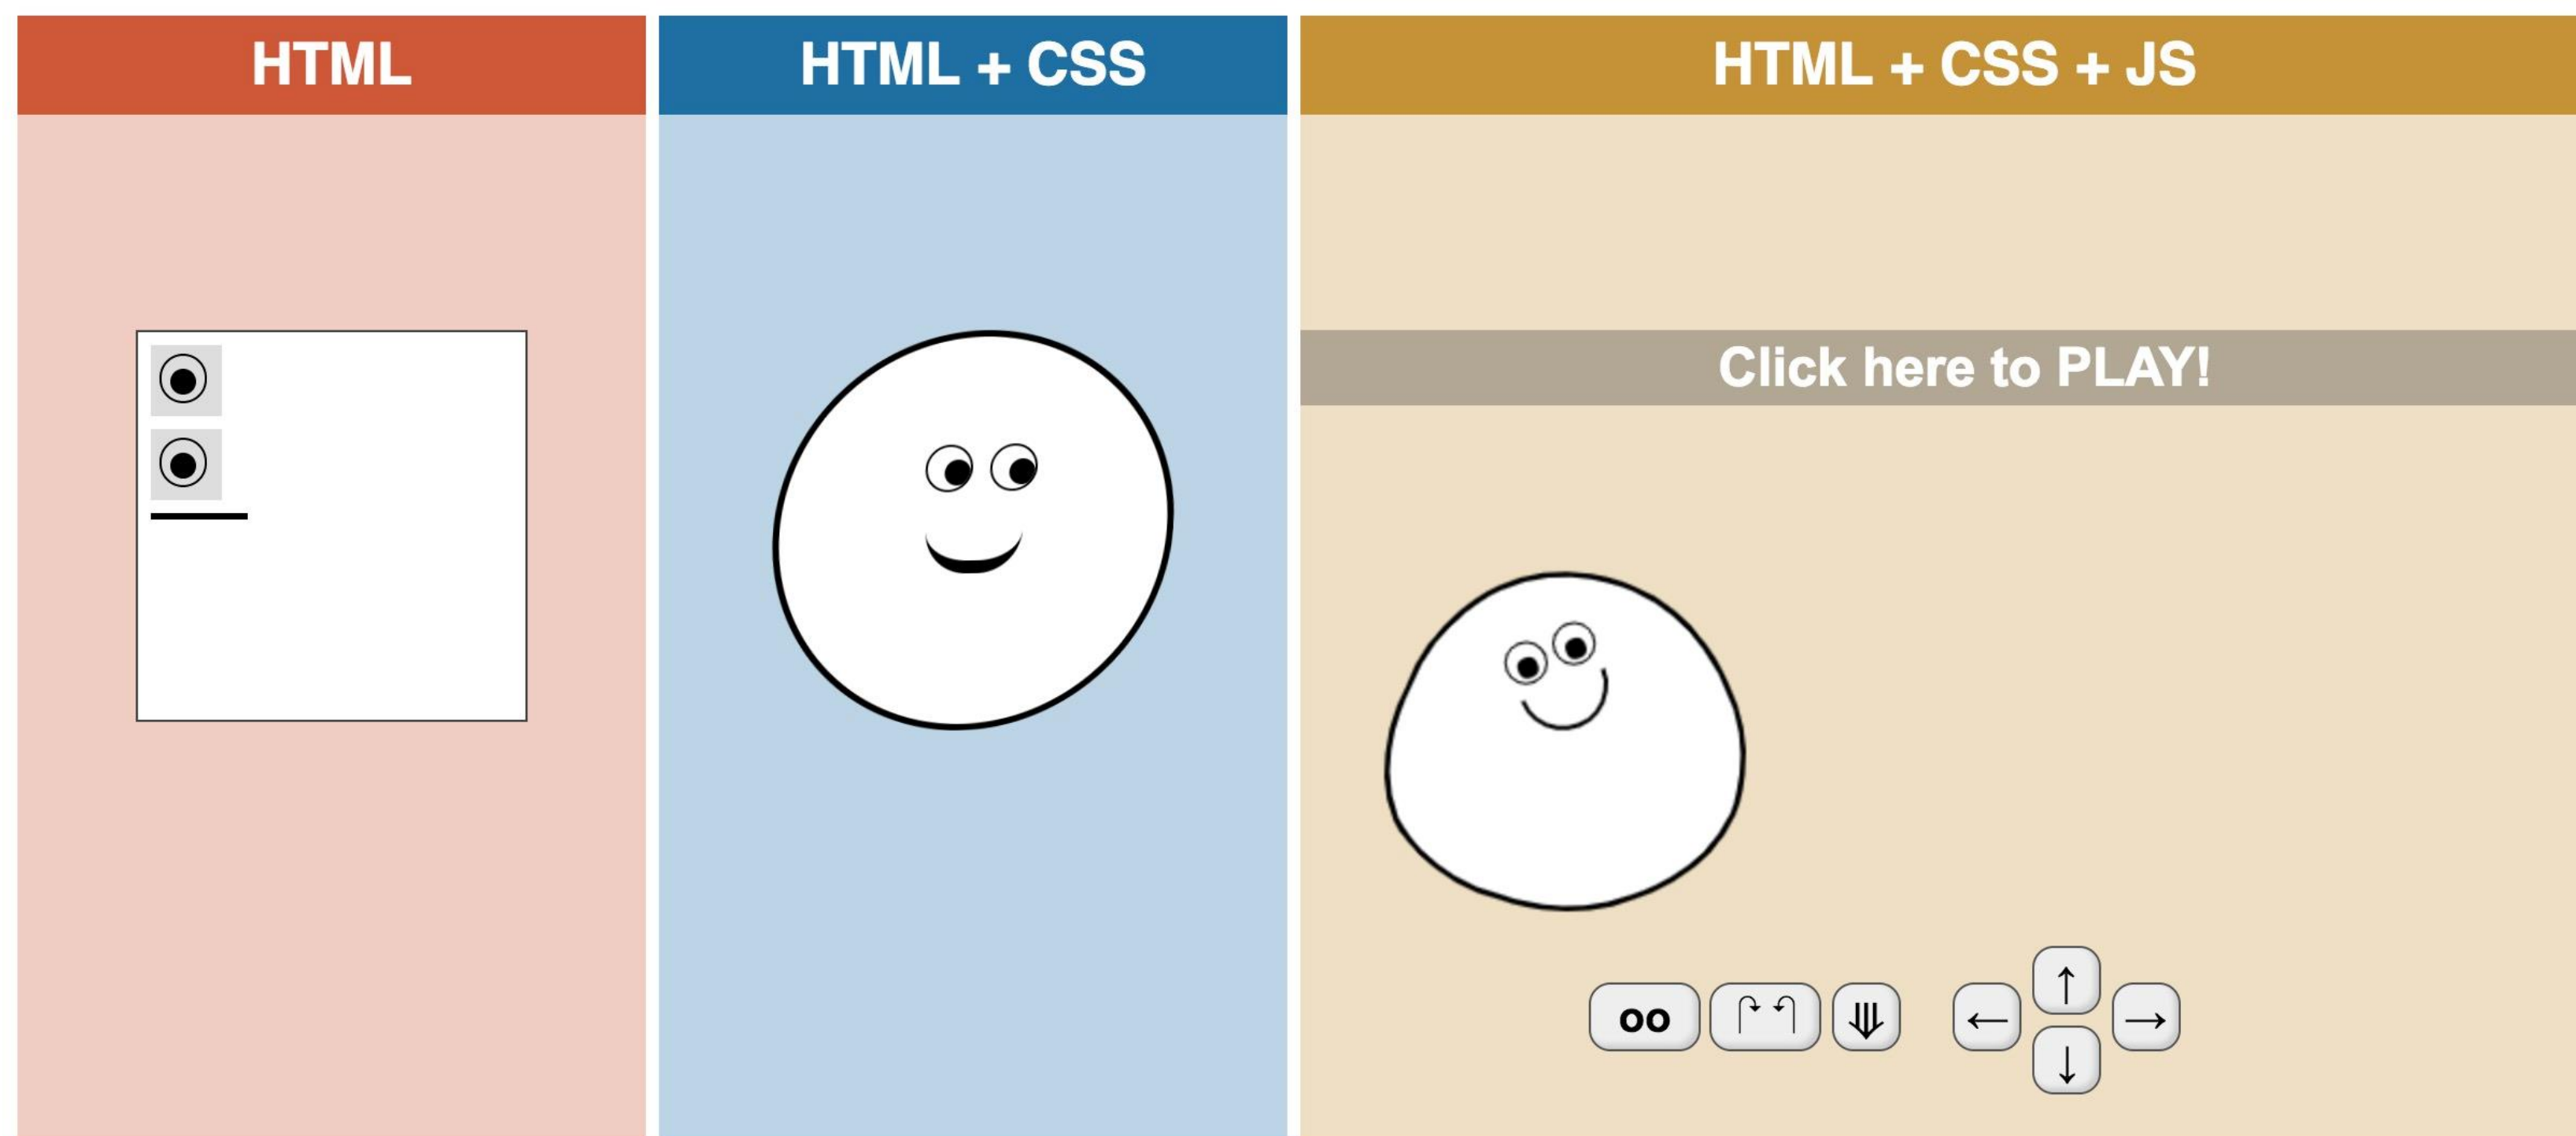 HTML
HTML + CSS
HTML + CSS + JS
Click here to PLAY!
oo ↱ ↰ ⤋ ← ↑ → ↓